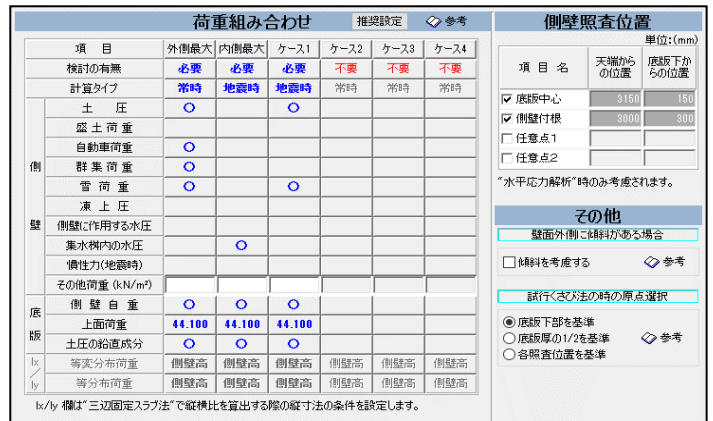 荷重組み合わせ 推奨設定 参考
項 目 外側最大 内側最大 ケース1 ケース2 ケース3 ケース4
検討の有無 必要 必要 必要 不要 不要 不要
計算タイプ 常時 地震時 地震時 常時 常時 常時
側壁
土 圧 ○ ○
盛土荷重
自動車荷重 ○
群集荷重 ○
雪荷重 ○ ○
凍上圧
側壁に作用する水圧
集水桝内の水圧 ○
慣性力(地震時)
その他荷重 (kN/m²)
底版
側壁自重 ○ ○ ○
上面荷重 44.100 44.100 44.100
土圧の鉛直成分 ○ ○ ○
lx/ly
等変分布荷重 側壁高 側壁高 側壁高 側壁高 側壁高 側壁高
等分布荷重 側壁高 側壁高 側壁高 側壁高 側壁高 側壁高
lx/ly 欄は“三辺固定スラブ法”で縦横比を算出する際の縦寸法の条件を設定します。
側壁照査位置
単位:(mm)
項目名 天端からの位置 底版下からの位置
底版中心 3150 150
側壁付根 3000 300
任意点1
任意点2
“水平応力解析”時のみ考慮されます。
その他
壁面外側に傾斜がある場合
傾斜を考慮する 参考
試行くさび法の時の原点選択
底版下部を基準
底版厚の1/2を基準 参考
各照査位置を基準